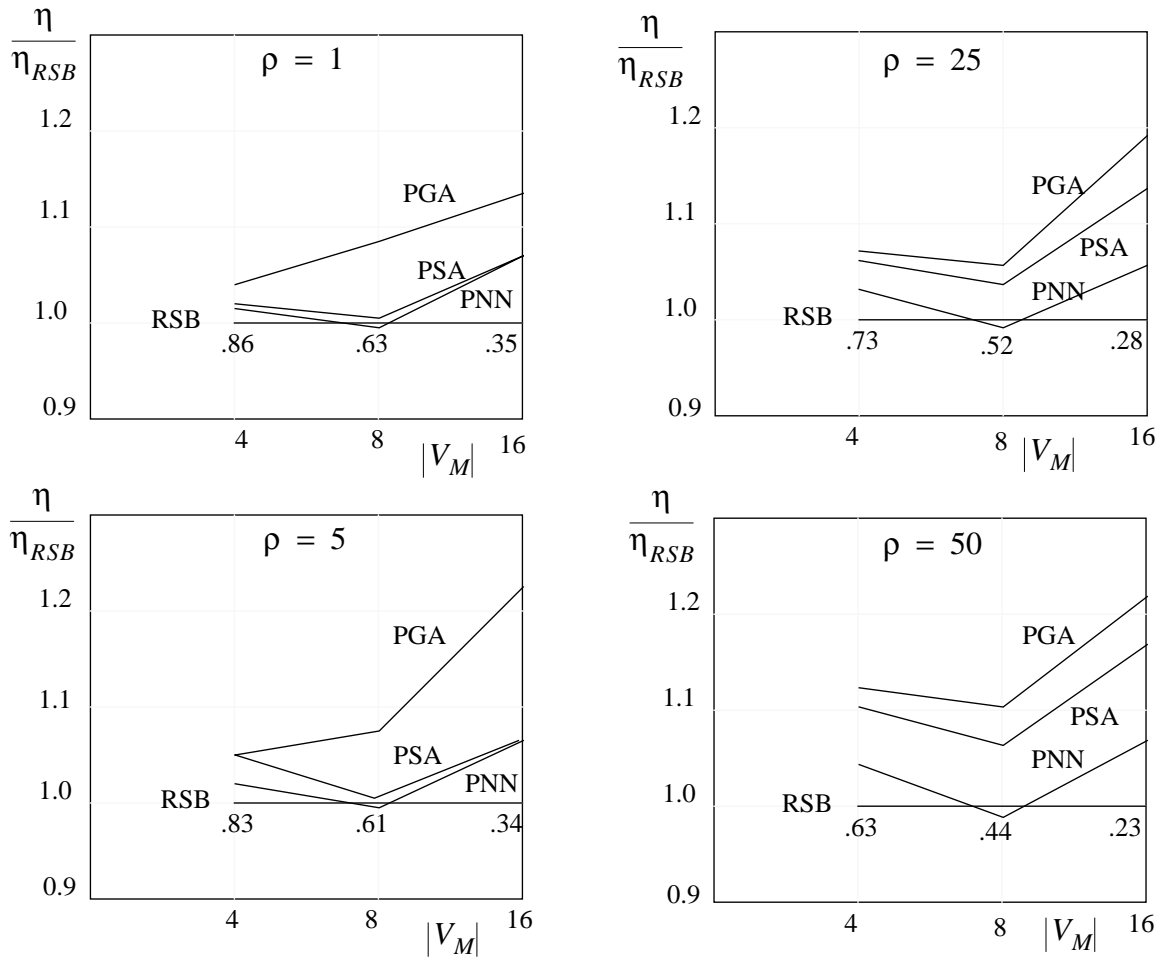 η
η_RSB
ρ = 1
1.2
PGA
1.1
PSA
PNN
1.0
RSB
.86
.63
.35
0.9
4
8
|V_M|
16
η
η_RSB
ρ = 25
1.2
PGA
1.1
PSA
PNN
1.0
RSB
.73
.52
.28
0.9
4
8
|V_M|
16
η
η_RSB
ρ = 5
1.2
PGA
1.1
PSA
PNN
1.0
RSB
.83
.61
.34
0.9
4
8
|V_M|
16
η
η_RSB
ρ = 50
1.2
PGA
1.1
PSA
PNN
1.0
RSB
.63
.44
.23
0.9
4
8
|V_M|
16